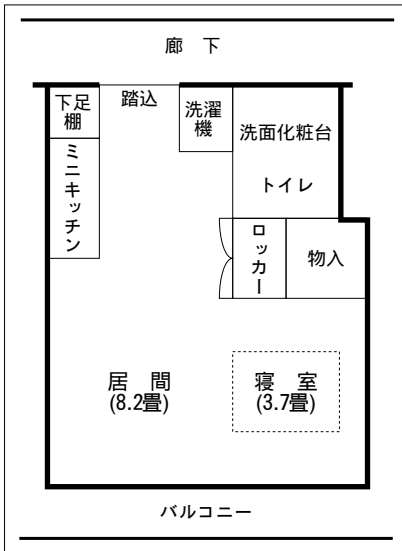 廊　下
下足
棚
踏込
洗濯
機
洗面化粧台
トイレ
ミニキッチン
ロッカー
物入
居　間
(8.2畳)
寝　室
(3.7畳)
バルコニー